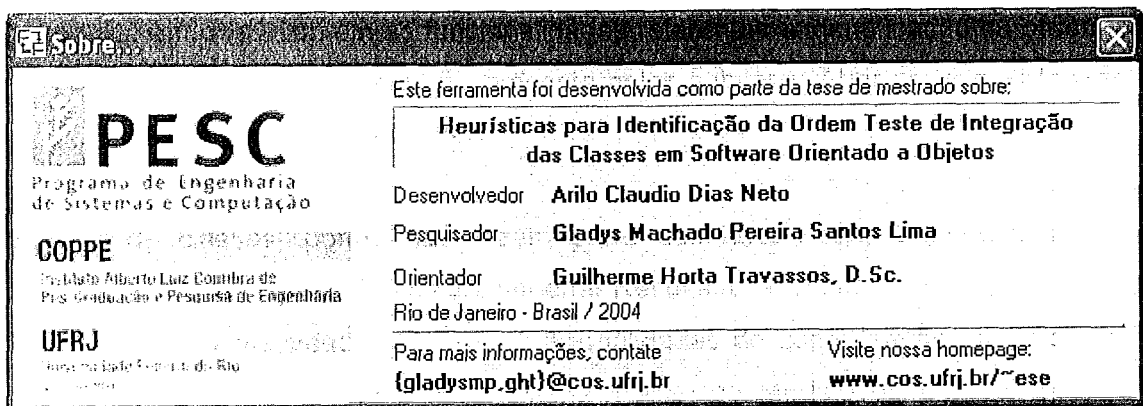 Sobre...
PESC
Programa de Engenharia
de Sistemas e Computação
COPPE
Instituto Alberto Luiz Coimbra de
Pós-Graduação e Pesquisa de Engenharia
UFRJ
Este ferramenta foi desenvolvida como parte da tese de mestrado sobre:
Heurísticas para Identificação da Ordem Teste de Integração
das Classes em Software Orientado a Objetos
Desenvolvedor Arilo Claudio Dias Neto
Pesquisador Gladys Machado Pereira Santos Lima
Orientador Guilherme Horta Travassos, D.Sc.
Rio de Janeiro - Brasil / 2004
Para mais informações, contate
{gladysmp,ght}@cos.ufrj.br
Visite nossa homepage:
www.cos.ufrj.br/~ese